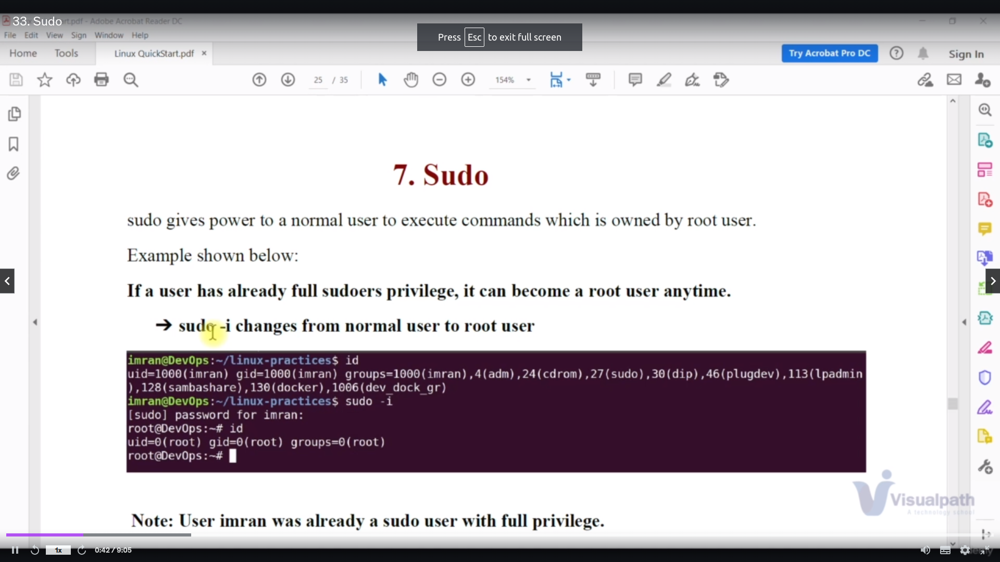 33. Sudo
rt.pdf - Adobe Acrobat Reader DC
Press Esc to exit full screen
File Edit View Sign Window Help
Home Tools Linux QuickStart.pdf ×
Try Acrobat Pro DC
Sign In
25 / 35
154%
7. Sudo
sudo gives power to a normal user to execute commands which is owned by root user.
Example shown below:
If a user has already full sudoers privilege, it can become a root user anytime.
➔ sudo -i changes from normal user to root user
imran@DevOps:~/linux-practices$ id
uid=1000(imran) gid=1000(imran) groups=1000(imran),4(adm),24(cdrom),27(sudo),30(dip),46(plugdev),113(lpadmin
),128(sambashare),130(docker),1006(dev_dock_gr)
imran@DevOps:~/linux-practices$ sudo -i
[sudo] password for imran:
root@DevOps:~# id
uid=0(root) gid=0(root) groups=0(root)
root@DevOps:~#
Visualpath
A technology school
Note: User imran was already a sudo user with full privilege.
1x
0:42 / 9:05